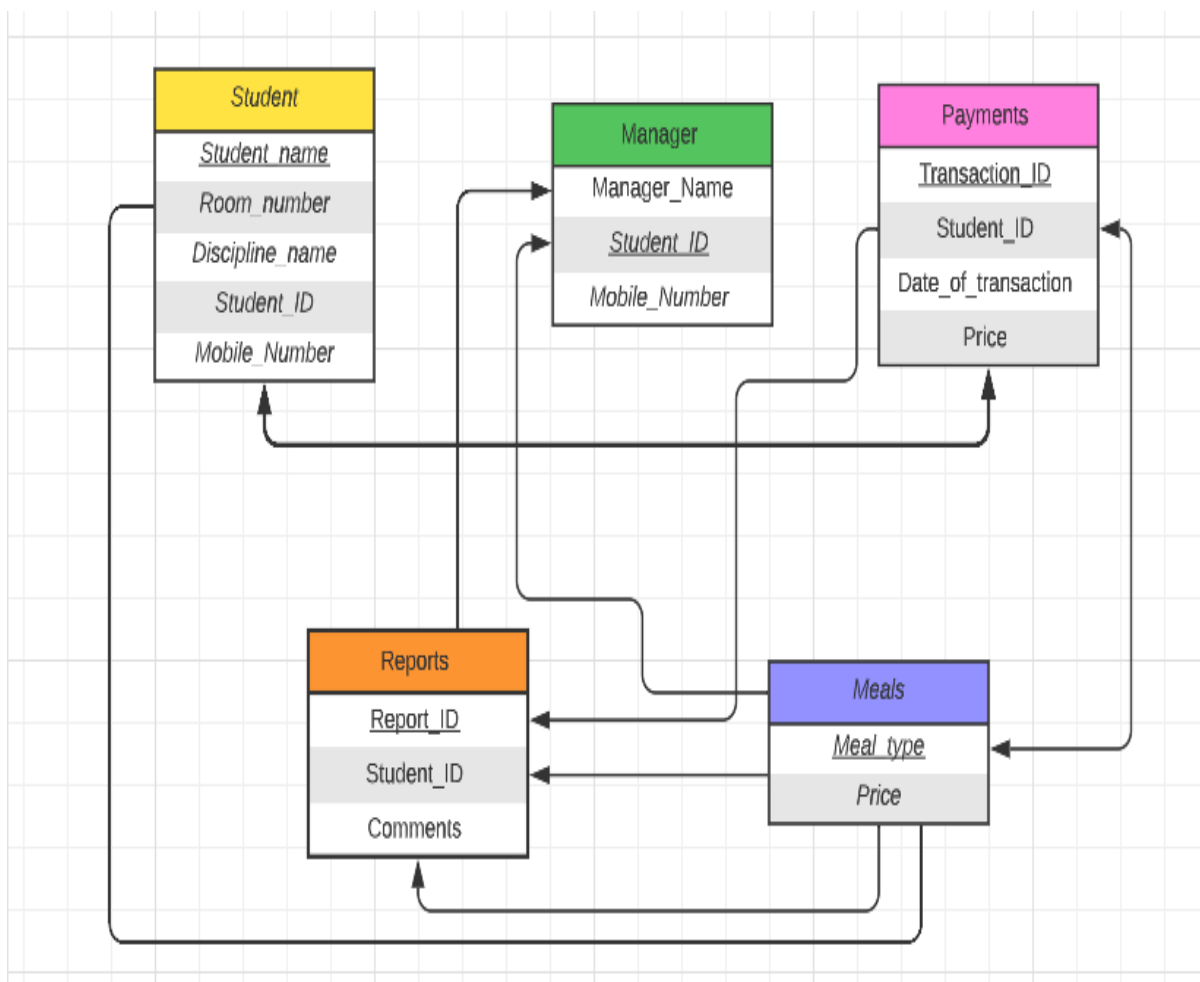 Student
Student_name
Room_number
Discipline_name
Student_ID
Mobile_Number
Manager
Manager_Name
Student_ID
Mobile_Number
Payments
Transaction_ID
Student_ID
Date_of_transaction
Price
Reports
Report_ID
Student_ID
Comments
Meals
Meal_type
Price